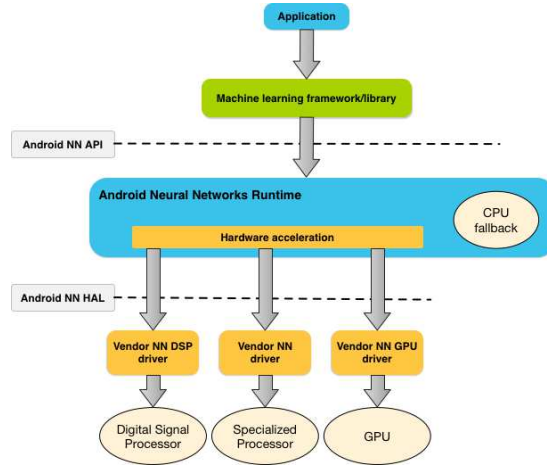 Application
Machine learning framework/library
Android NN API
Android Neural Networks Runtime
CPU
fallback
Hardware acceleration
Android NN HAL
Vendor NN DSP
driver
Vendor NN
driver
Vendor NN GPU
driver
Digital Signal
Processor
Specialized
Processor
GPU